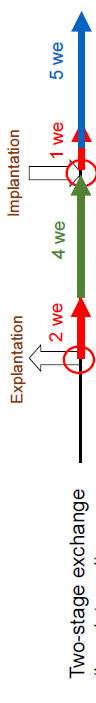 Explantation
Implantation
2 we
4 we
1 we
5 we
Two-stage exchange